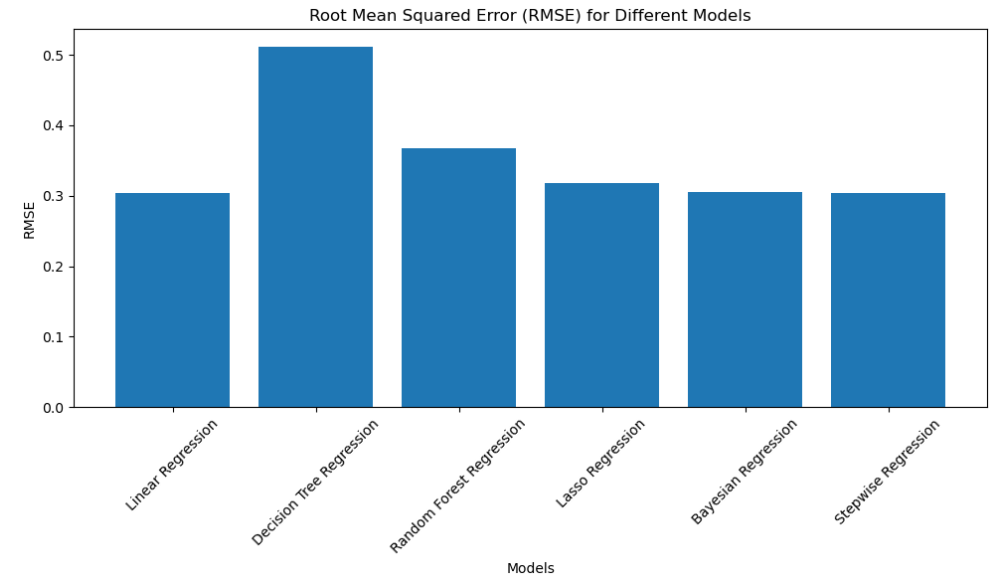 Root Mean Squared Error (RMSE) for Different Models
RMSE
0.5
0.4
0.3
0.2
0.1
0.0
Linear Regression
Decision Tree Regression
Random Forest Regression
Lasso Regression
Bayesian Regression
Stepwise Regression
Models